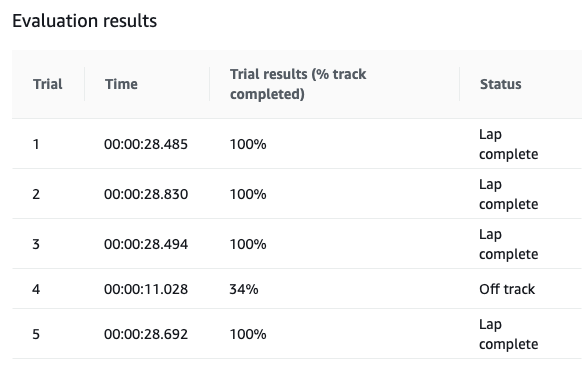 Evaluation results
Trial Time Trial results (% track completed) Status
1 00:00:28.485 100% Lap complete
2 00:00:28.830 100% Lap complete
3 00:00:28.494 100% Lap complete
4 00:00:11.028 34% Off track
5 00:00:28.692 100% Lap complete